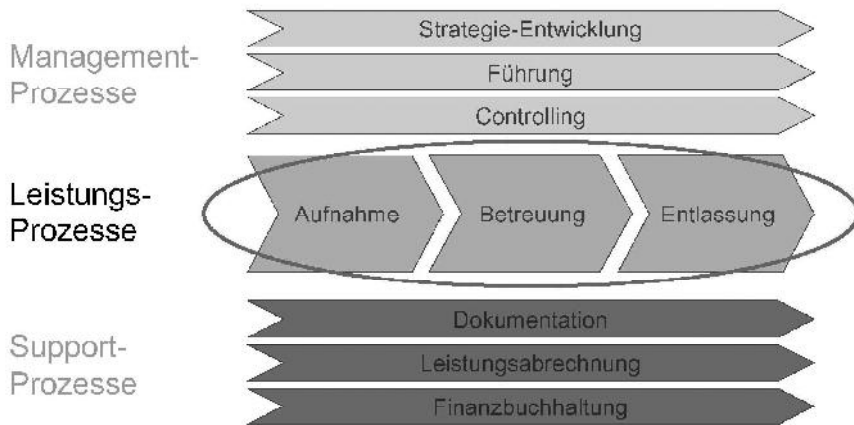 Management-
Prozesse
Strategie-Entwicklung
Führung
Controlling
Leistungs-
Prozesse
Aufnahme
Betreuung
Entlassung
Support-
Prozesse
Dokumentation
Leistungsabrechnung
Finanzbuchhaltung